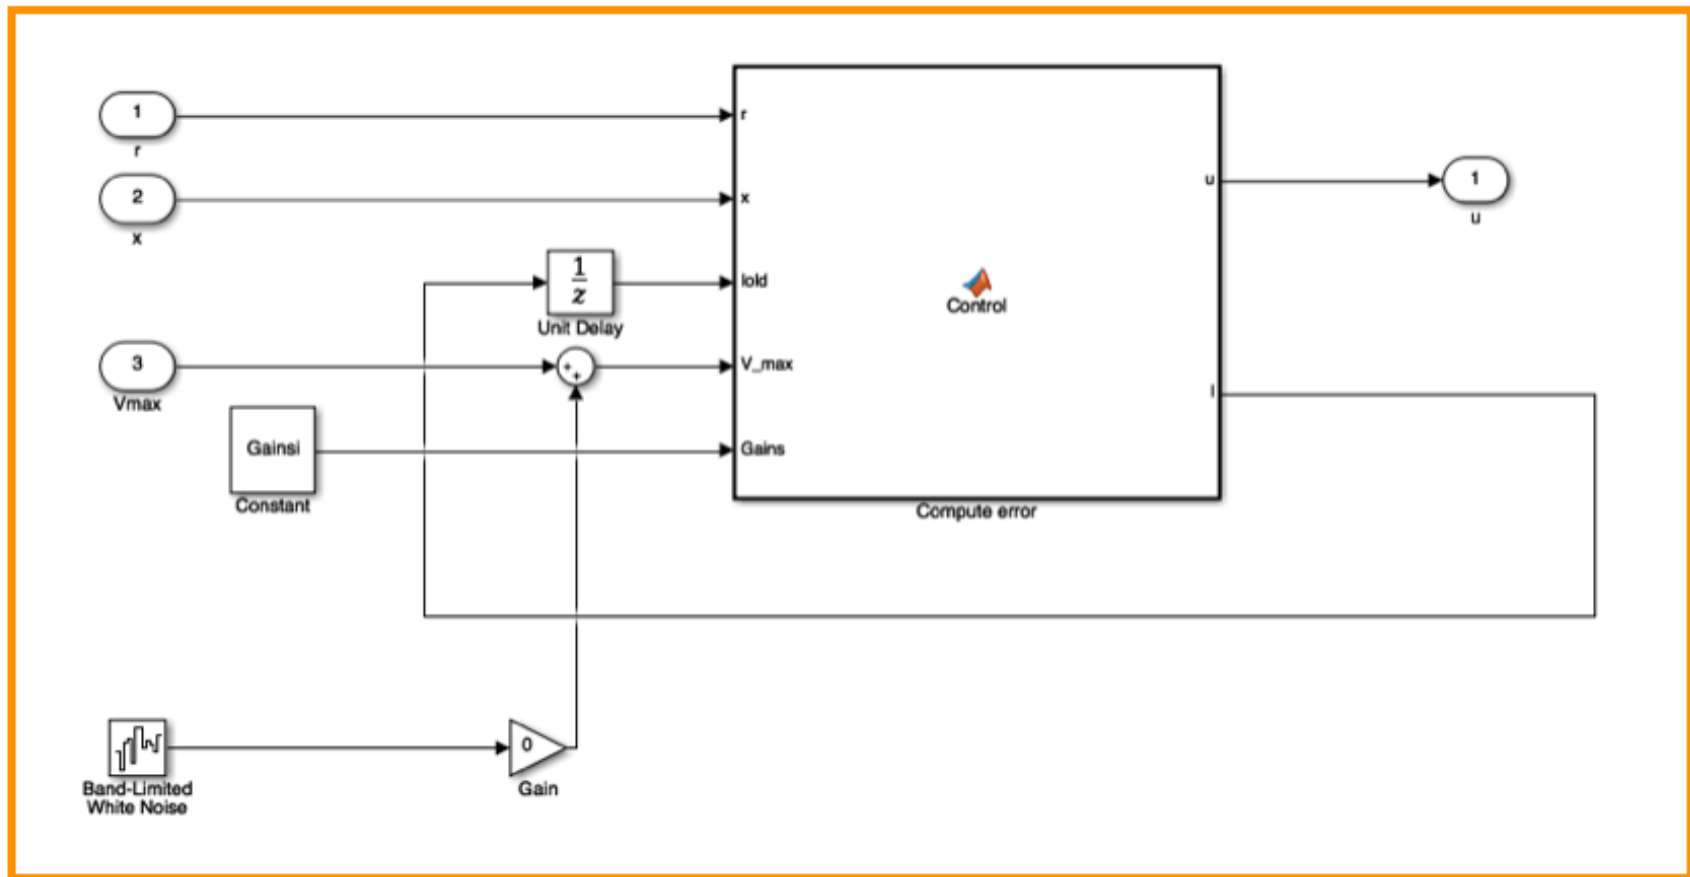 1
r
2
x
1
z
Unit Delay
3
Vmax
Gainsi
Constant
r
x
Iold
V_max
Gains
Control
u
I
Compute error
1
u
Band-Limited
White Noise
0
Gain